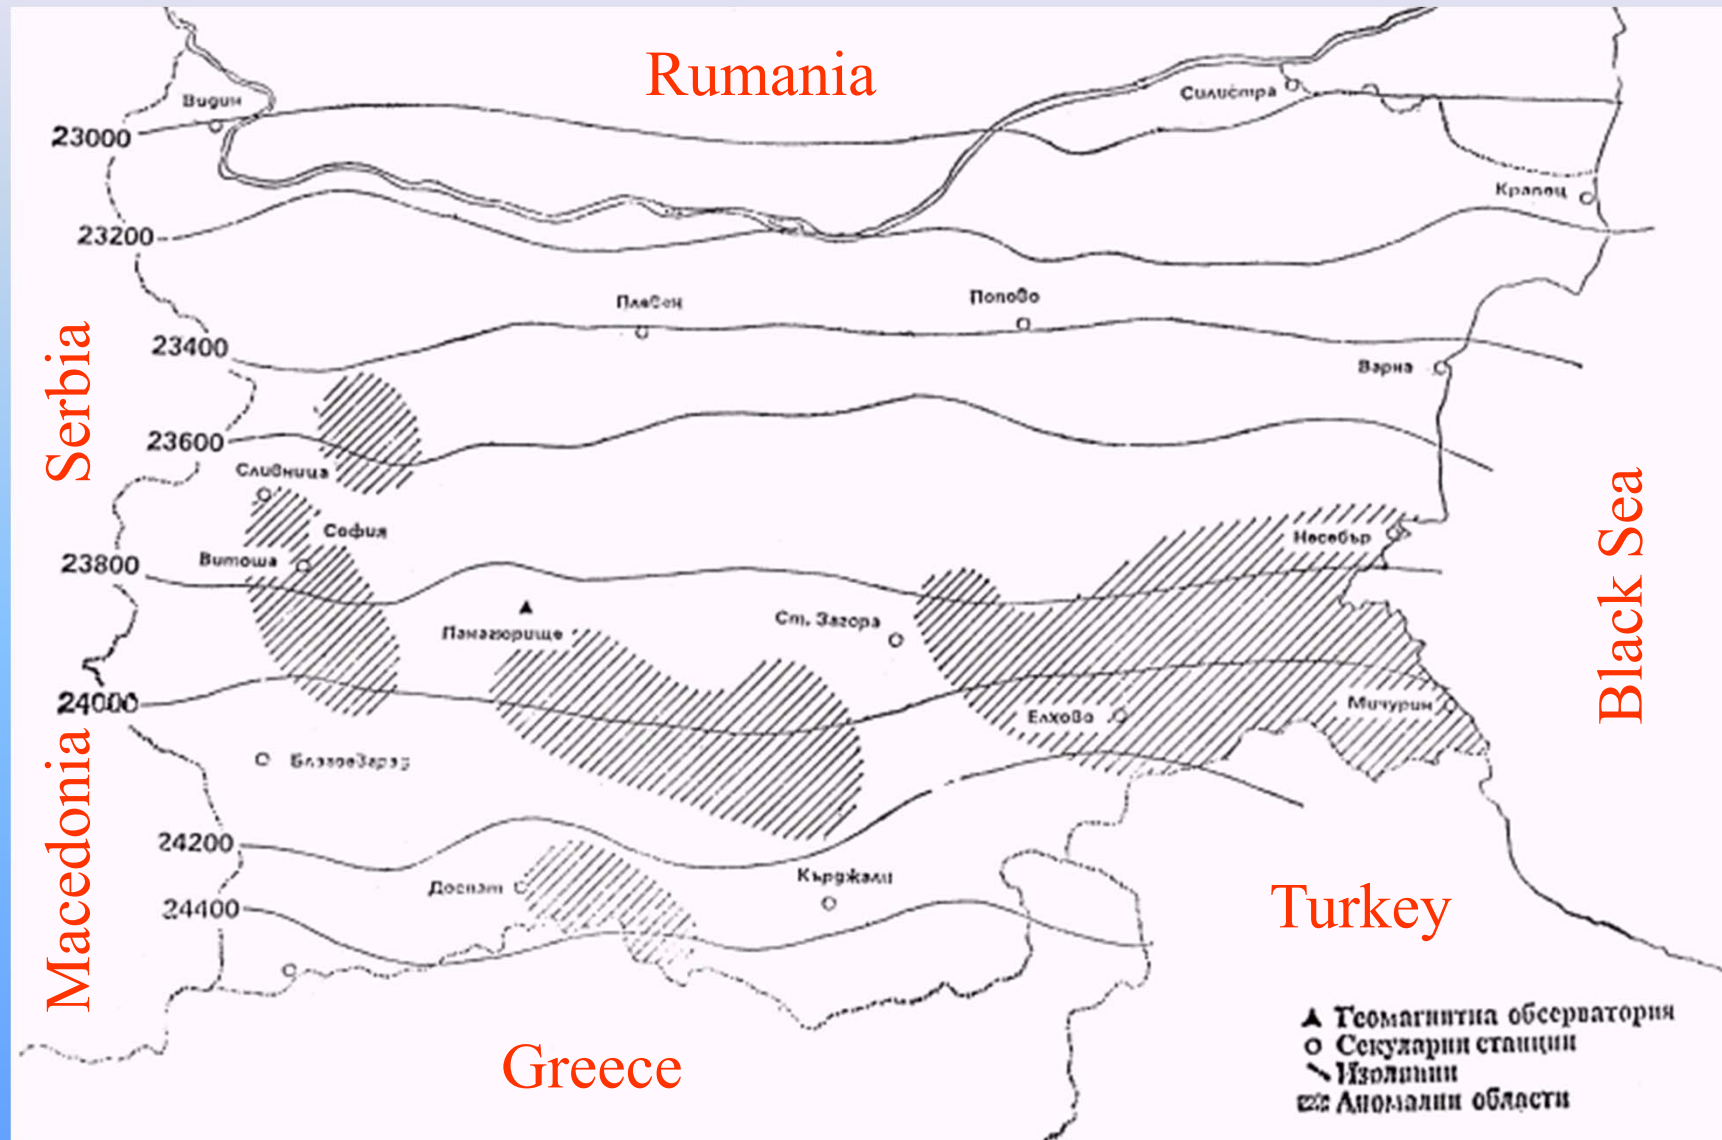 Rumania
Видин
Силистра
23000
Крапец
23200
Плевен
Попово
23400
Варна
Serbia
23600
Сливница
София
Несебър
Black Sea
Витоша
23800
Ст. Загора
Панагюрище
24000
Елхово
Мичурин
Благоевград
Macedonia
24200
Доспат
Кърджали
24400
Turkey
Greece
Геомагнитна обсерватория
Секуларни станции
Изолинии
Аномални области